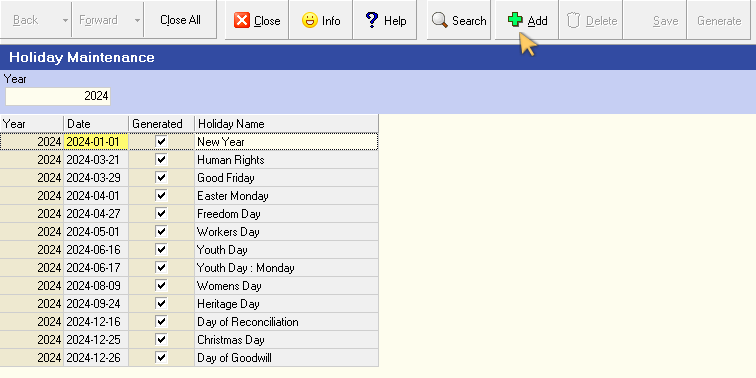 Back Forward Close All Close Info Help Search Add Delete Save Generate
Holiday Maintenance
Year
2024
Year Date Generated Holiday Name
2024 2024-01-01 New Year
2024 2024-03-21 Human Rights
2024 2024-03-29 Good Friday
2024 2024-04-01 Easter Monday
2024 2024-04-27 Freedom Day
2024 2024-05-01 Workers Day
2024 2024-06-16 Youth Day
2024 2024-06-17 Youth Day : Monday
2024 2024-08-09 Womens Day
2024 2024-09-24 Heritage Day
2024 2024-12-16 Day of Reconciliation
2024 2024-12-25 Christmas Day
2024 2024-12-26 Day of Goodwill